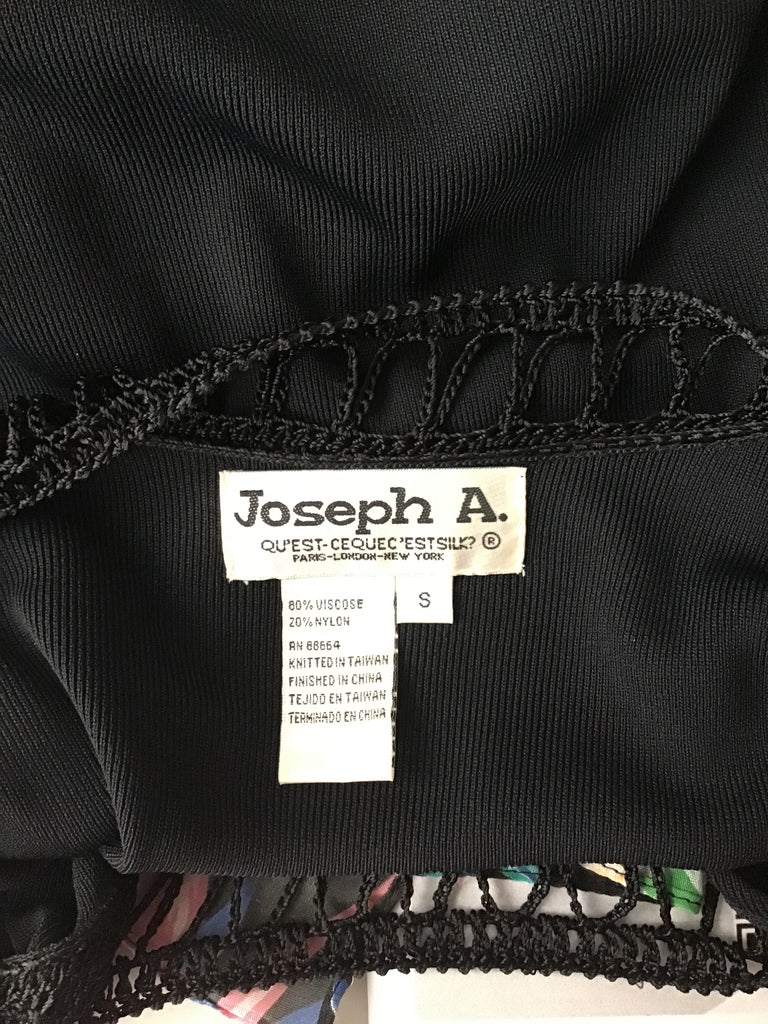 Joseph A.
QU'EST-CEQUEC'ESTSILK? ®
PARIS-LONDON-NEW YORK
S
80% VISCOSE
20% NYLON
RN 88664
KNITTED IN TAIWAN
FINISHED IN CHINA
TEJIDO EN TAIWAN
TERMINADO EN CHINA